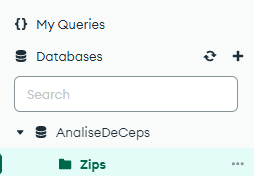 My Queries
Databases
Search
AnaliseDeCeps
Zips